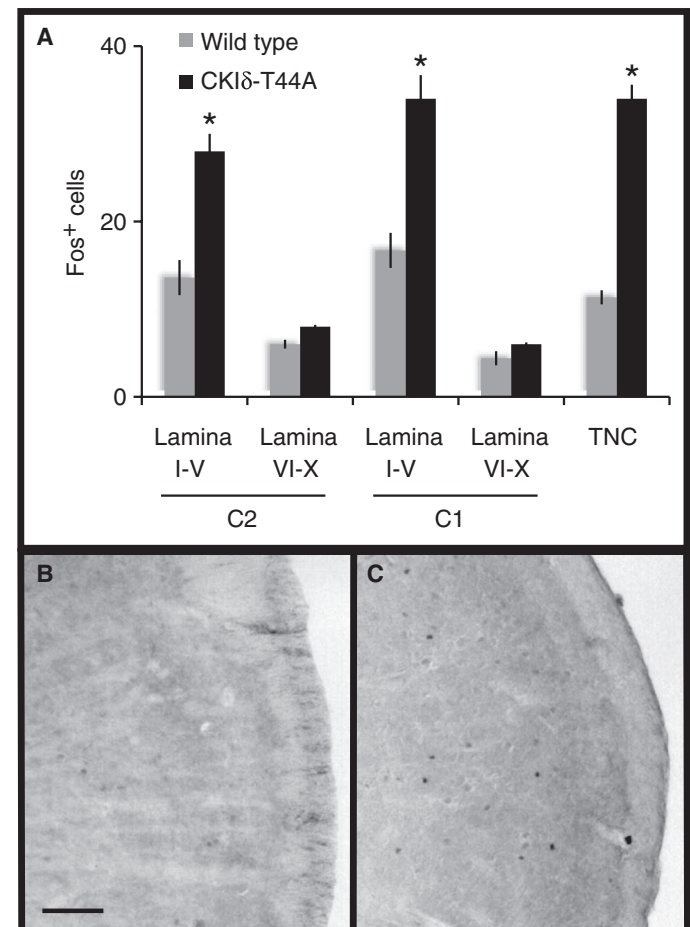 A
40
20
0
Fos+ cells
Wild type
CKIδ-T44A
*
*
*
Lamina I-V
Lamina VI-X
Lamina I-V
Lamina VI-X
TNC
C2
C1
B
C